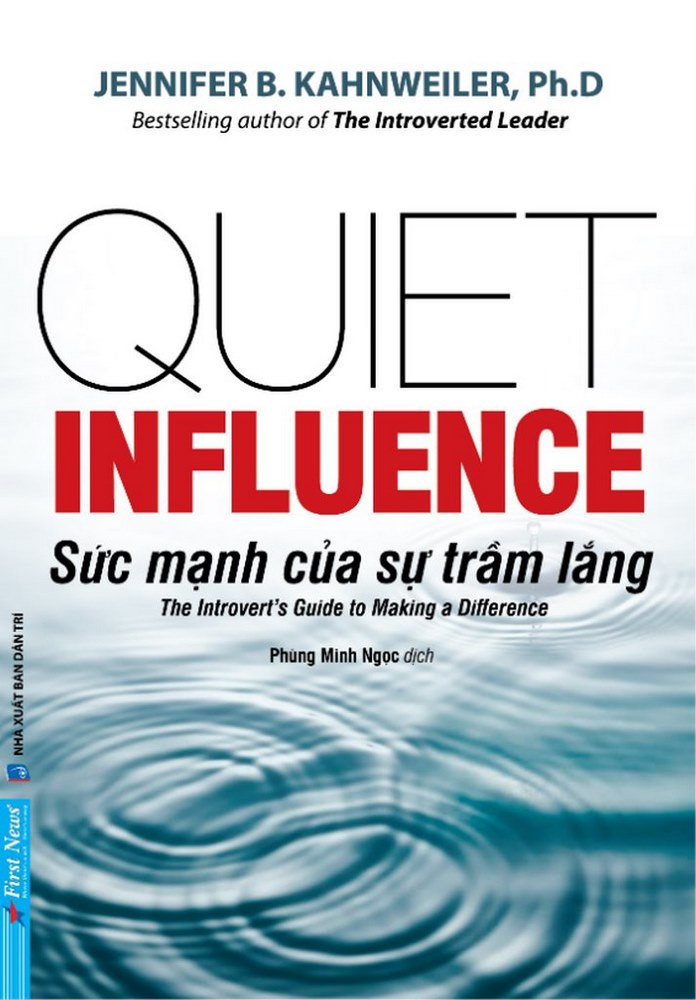 JENNIFER B. KAHNWEILER, Ph.D
Bestselling author of The Introverted Leader
QUIET
INFLUENCE
Sức mạnh của sự trầm lắng
The Introvert's Guide to Making a Difference
Phùng Minh Ngọc dịch
NHÀ XUẤT BẢN DÂN TRÍ
First News